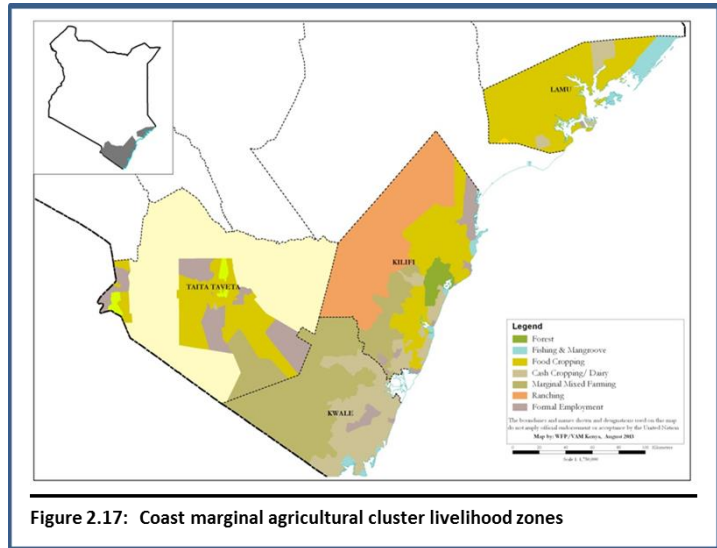 LAMU
KILIFI
TAITA TAVETA
KWALE
Legend
Forest
Fishing & Mangroove
Food Cropping
Cash Cropping/ Dairy
Marginal Mixed Farming
Ranching
Formal Employment
The boundaries and names shown and designations used on this map
do not imply official endorsement or acceptance by the United Nation
Map by: WFP/VAM Kenya, August 2013
Kilometers
Figure 2.17: Coast marginal agricultural cluster livelihood zones